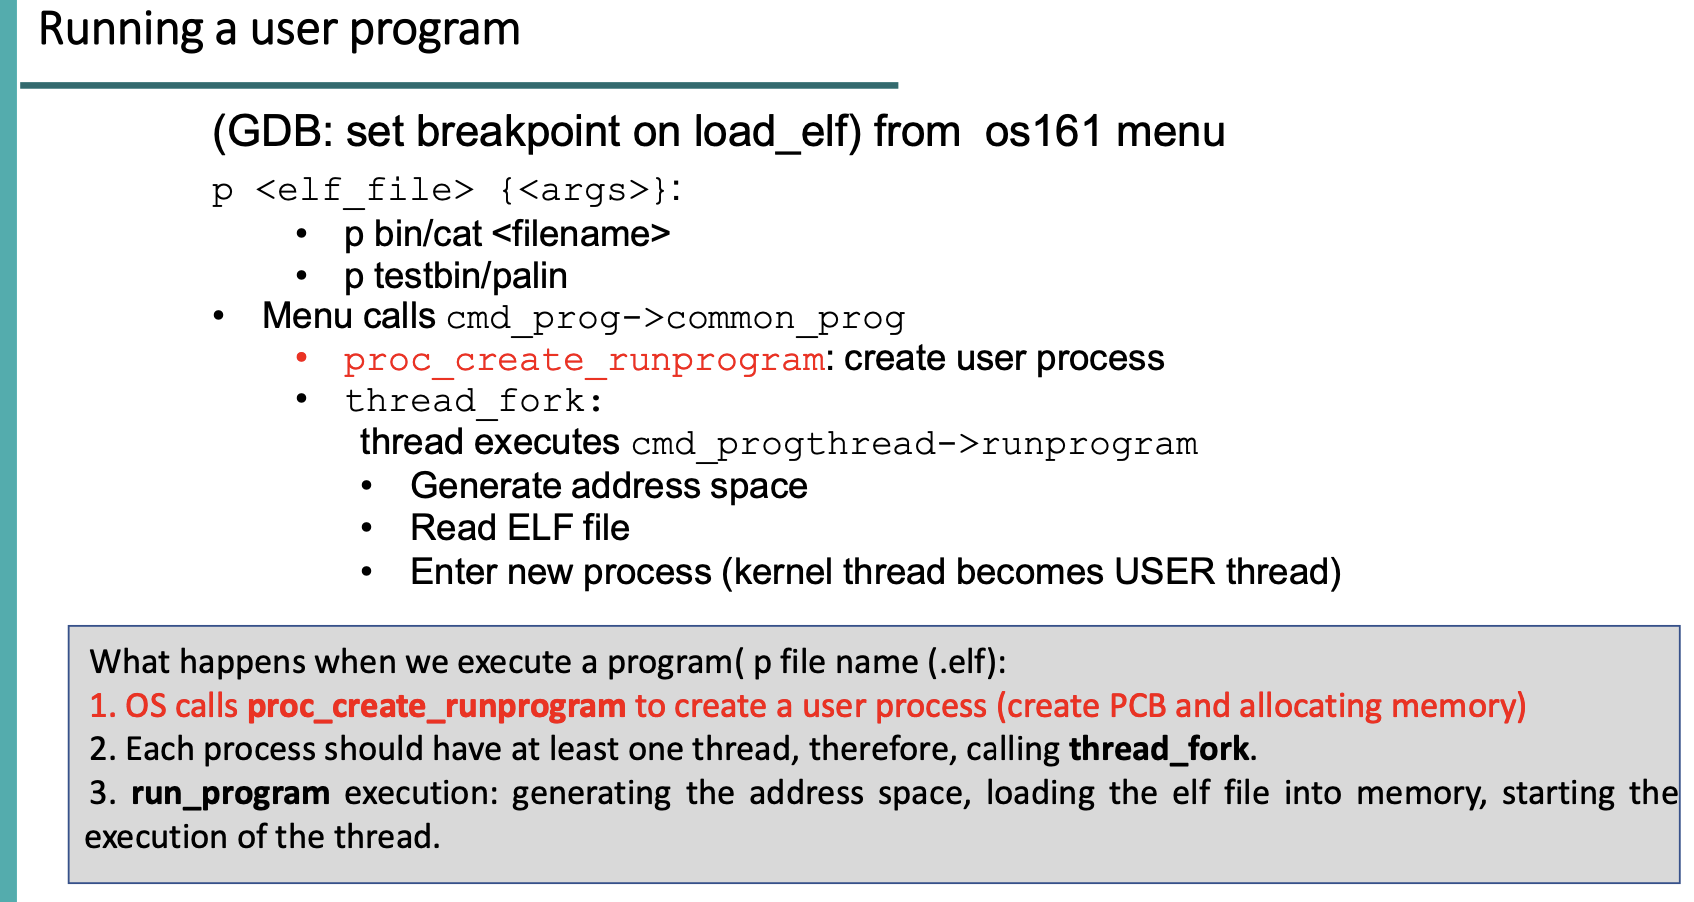 Running a user program
(GDB: set breakpoint on load_elf) from os161 menu
p <elf_file> {<args>}:
• p bin/cat <filename>
• p testbin/palin
• Menu calls cmd_prog->common_prog
• proc_create_runprogram: create user process
• thread_fork:
thread executes cmd_progthread->runprogram
• Generate address space
• Read ELF file
• Enter new process (kernel thread becomes USER thread)
What happens when we execute a program( p file name (.elf):
1. OS calls proc_create_runprogram to create a user process (create PCB and allocating memory)
2. Each process should have at least one thread, therefore, calling thread_fork.
3. run_program execution: generating the address space, loading the elf file into memory, starting the
execution of the thread.